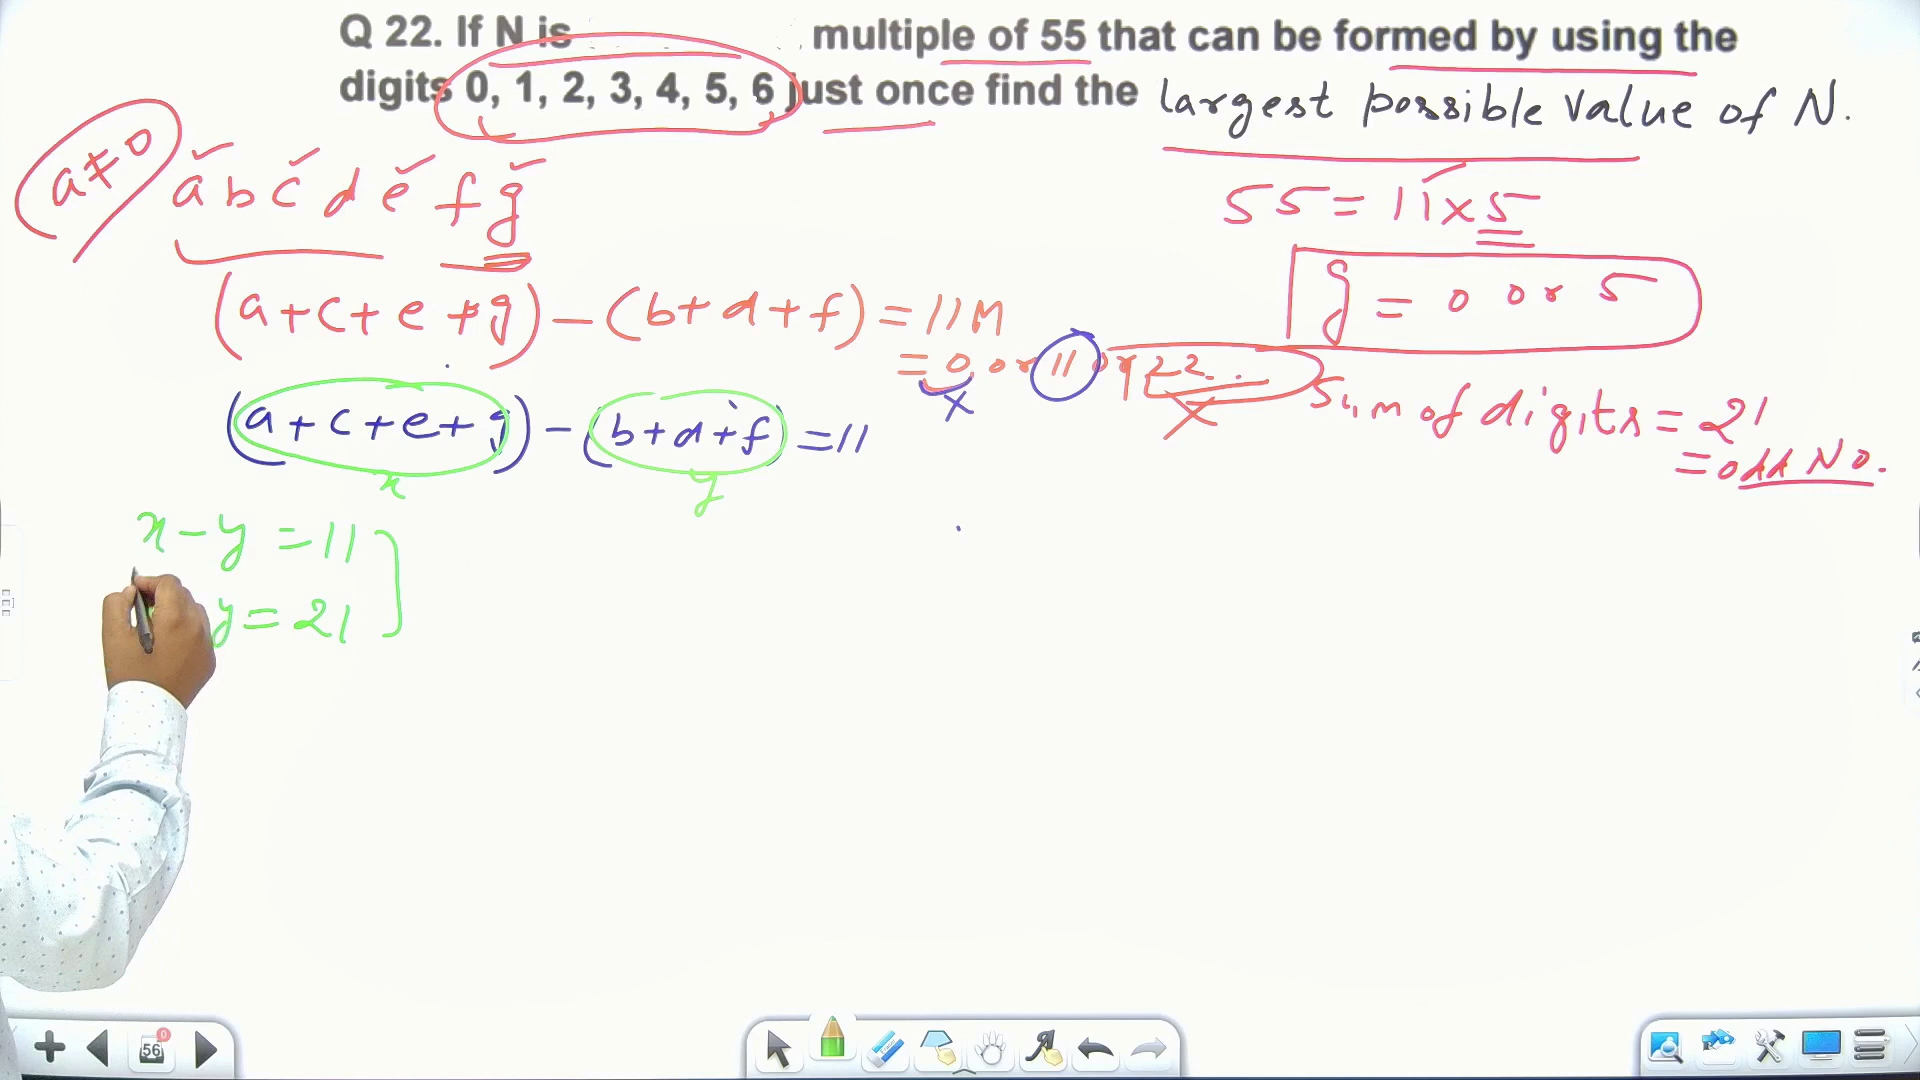 Q 22. If N is multiple of 55 that can be formed by using the
digits 0, 1, 2, 3, 4, 5, 6 just once find the largest possible value of N.
a≠0
a b c d e f g
55 = 11×5
g = 0 or 5
(a+c+e+g) - (b+d+f) = 11M
= 0 or 11 or 22..
x
x
Sum of digits = 21
= odd No.
(a+c+e+g) - (b+d+f) = 11
x
y
x - y = 11
y = 21
56
0